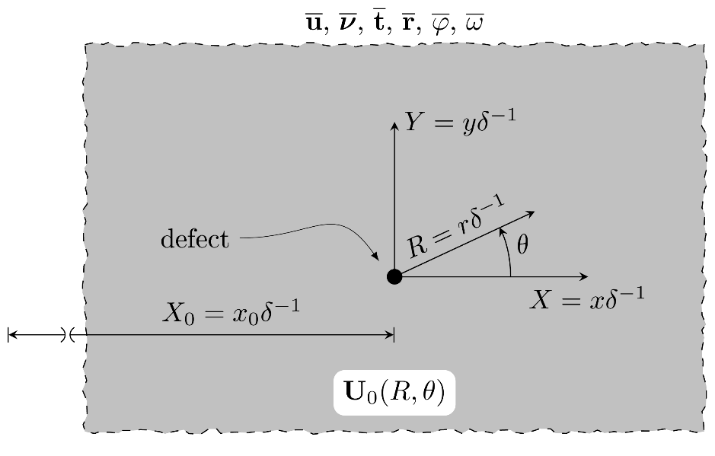 𝐮̅, 𝛎̅, 𝐭̅, 𝐫̅, φ̅, ω̅
Y = yδ⁻¹
R = rδ⁻¹
θ
defect
X = xδ⁻¹
X₀ = x₀δ⁻¹
𝐔₀(R, θ)